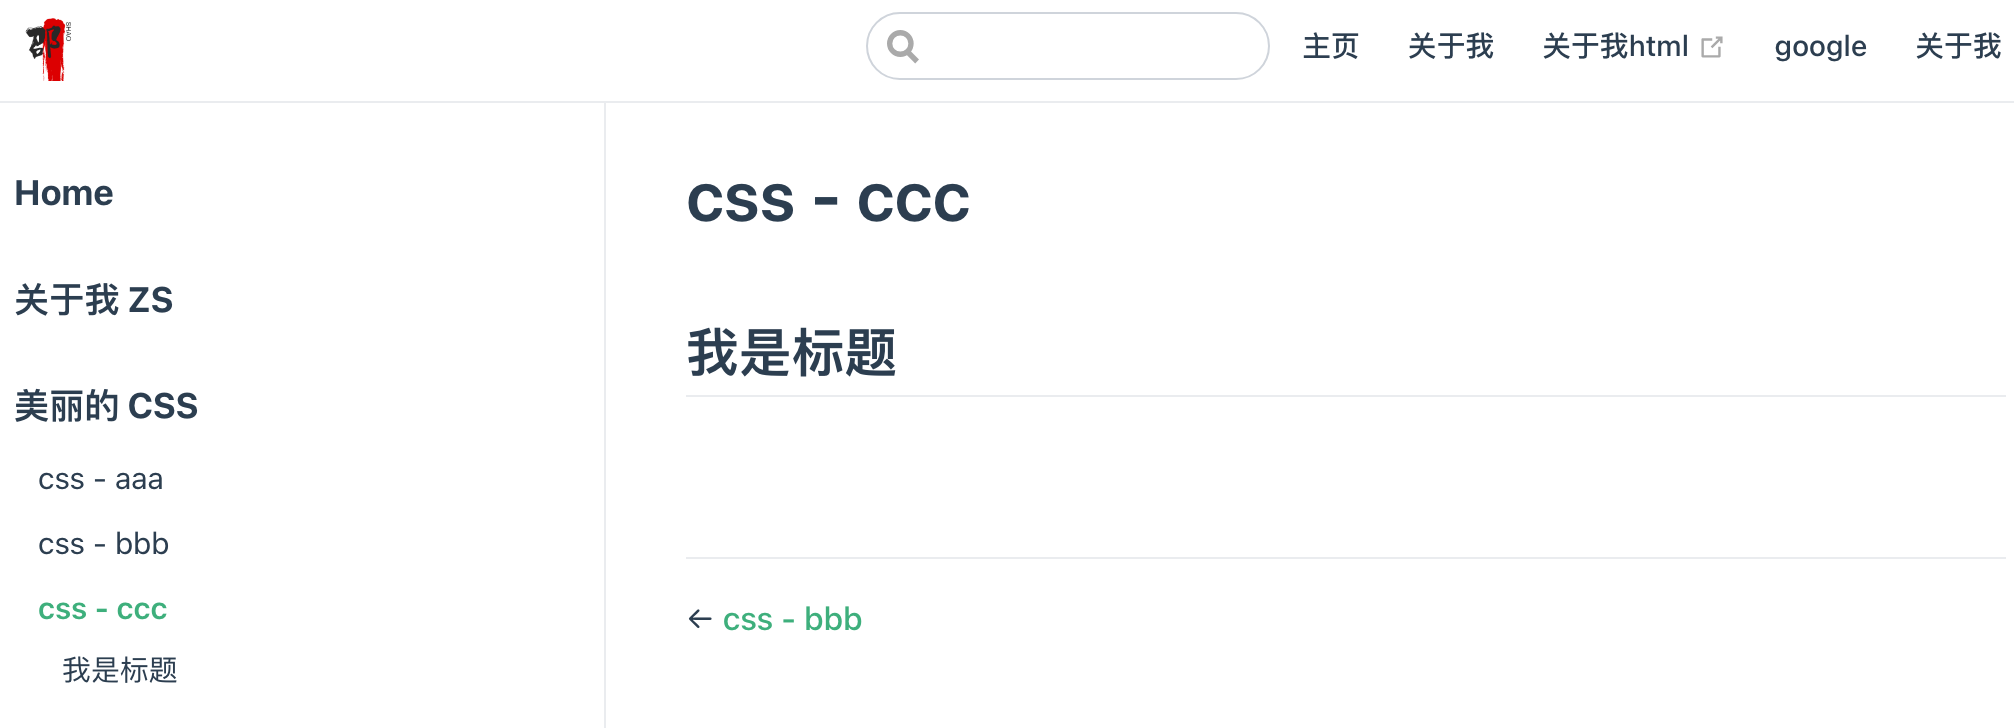 邵 SHAO
主页 关于我 关于我html google 关于我
Home
关于我 ZS
美丽的 CSS
css - aaa
css - bbb
css - ccc
我是标题
css - ccc
我是标题
← css - bbb